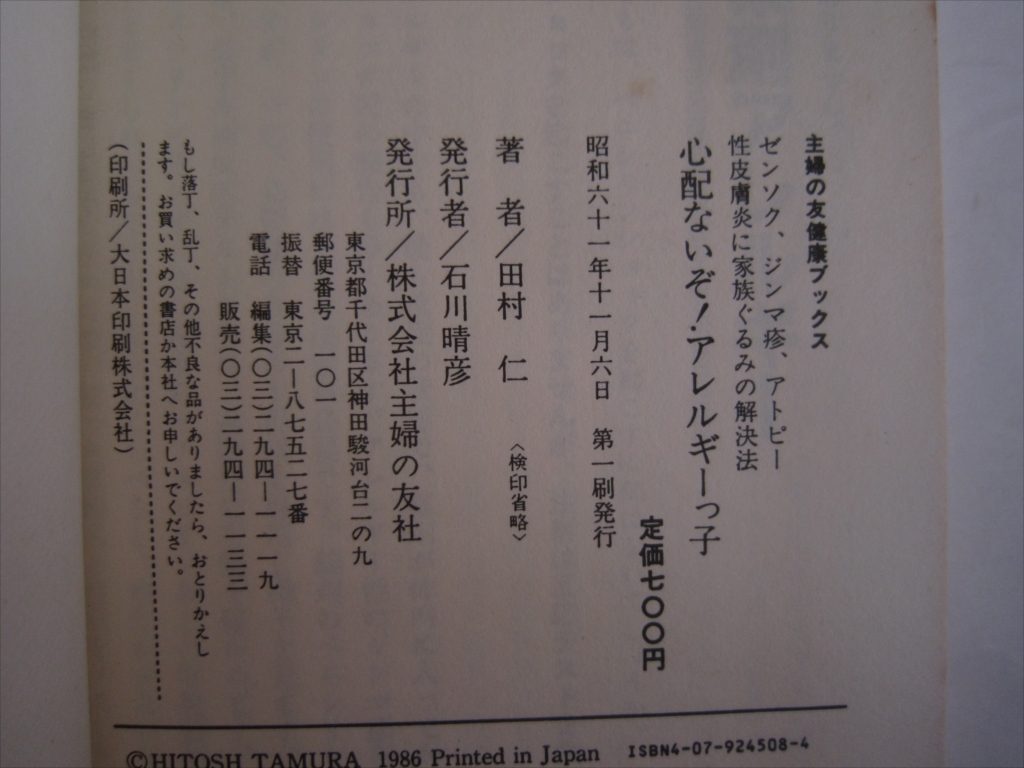 主婦の友健康ブックス
ゼンソク、ジンマ疹、アトピー
性皮膚炎に家族ぐるみの解決法
心配ないぞ!アレルギーっ子
定価七〇〇円
昭和六十一年十一月六日　第一刷発行
著　者/田村　仁
〈検印省略〉
発行者/石川晴彦
発行所/株式会社主婦の友社
東京都千代田区神田駿河台二の九
郵便番号　一〇一
振替　東京二―八七五二七番
電話　編集(〇三)二九四―一一一九
販売(〇三)二九四―一一三三
もし落丁、乱丁、その他不良な品がありましたら、おとりかえし
ます。お買い求めの書店か本社へお申しいでください。
(印刷所/大日本印刷株式会社)
©HITOSH TAMURA 1986 Printed in Japan ISBN4-07-924508-4